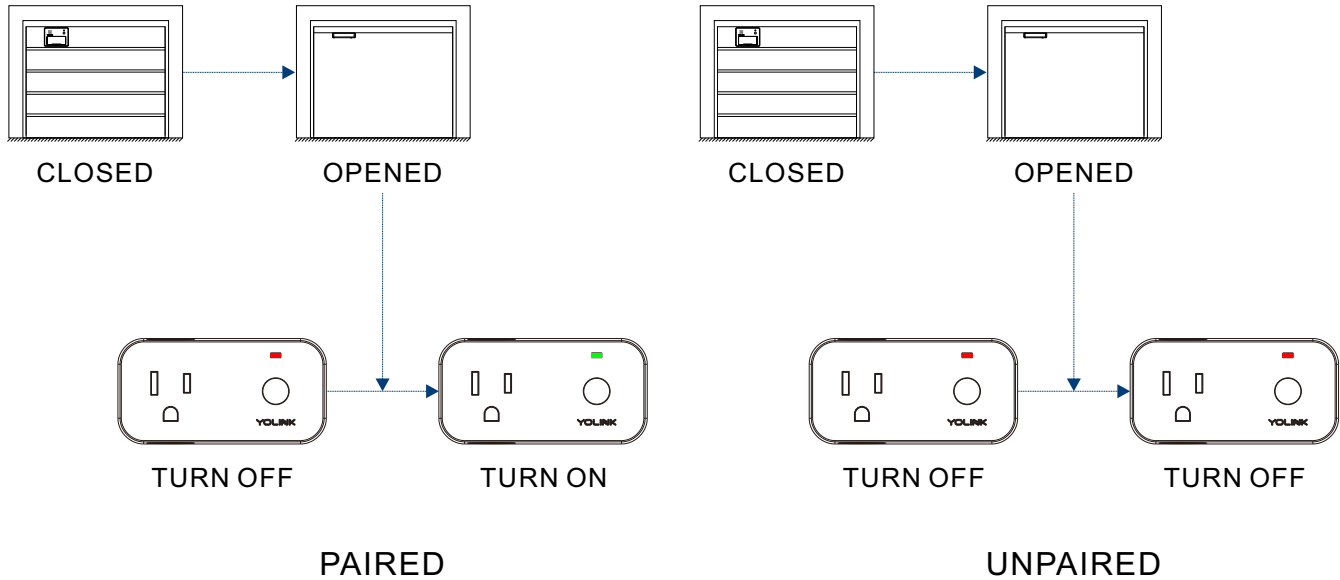 CLOSED OPENED CLOSED OPENED
YOLINK YOLINK YOLINK YOLINK
TURN OFF TURN ON TURN OFF TURN OFF
PAIRED UNPAIRED